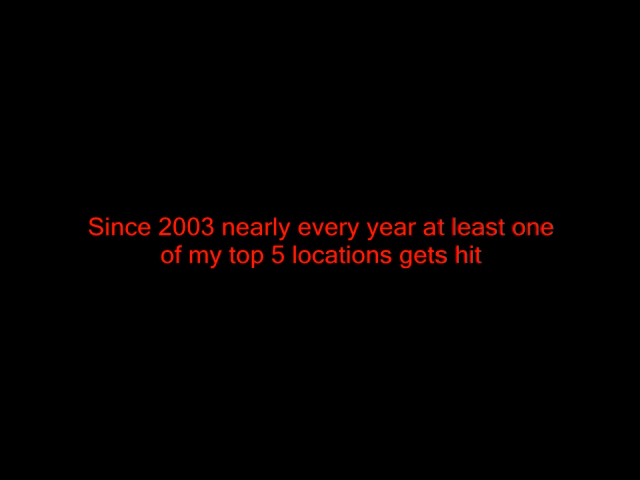 Since 2003 nearly every year at least one
of my top 5 locations gets hit